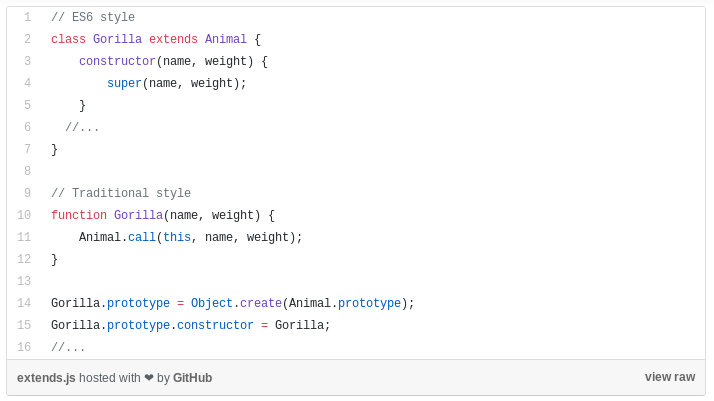 1 // ES6 style
2 class Gorilla extends Animal {
3     constructor(name, weight) {
4         super(name, weight);
5     }
6   //...
7 }
8
9 // Traditional style
10 function Gorilla(name, weight) {
11     Animal.call(this, name, weight);
12 }
13
14 Gorilla.prototype = Object.create(Animal.prototype);
15 Gorilla.prototype.constructor = Gorilla;
16 //...
extends.js hosted with ❤ by GitHub view raw